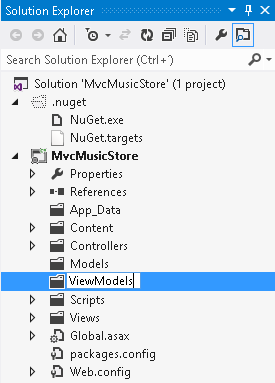 Solution Explorer
Search Solution Explorer (Ctrl+')
Solution 'MvcMusicStore' (1 project)
.nuget
NuGet.exe
NuGet.targets
MvcMusicStore
Properties
References
App_Data
Content
Controllers
Models
ViewModels
Scripts
Views
Global.asax
packages.config
Web.config